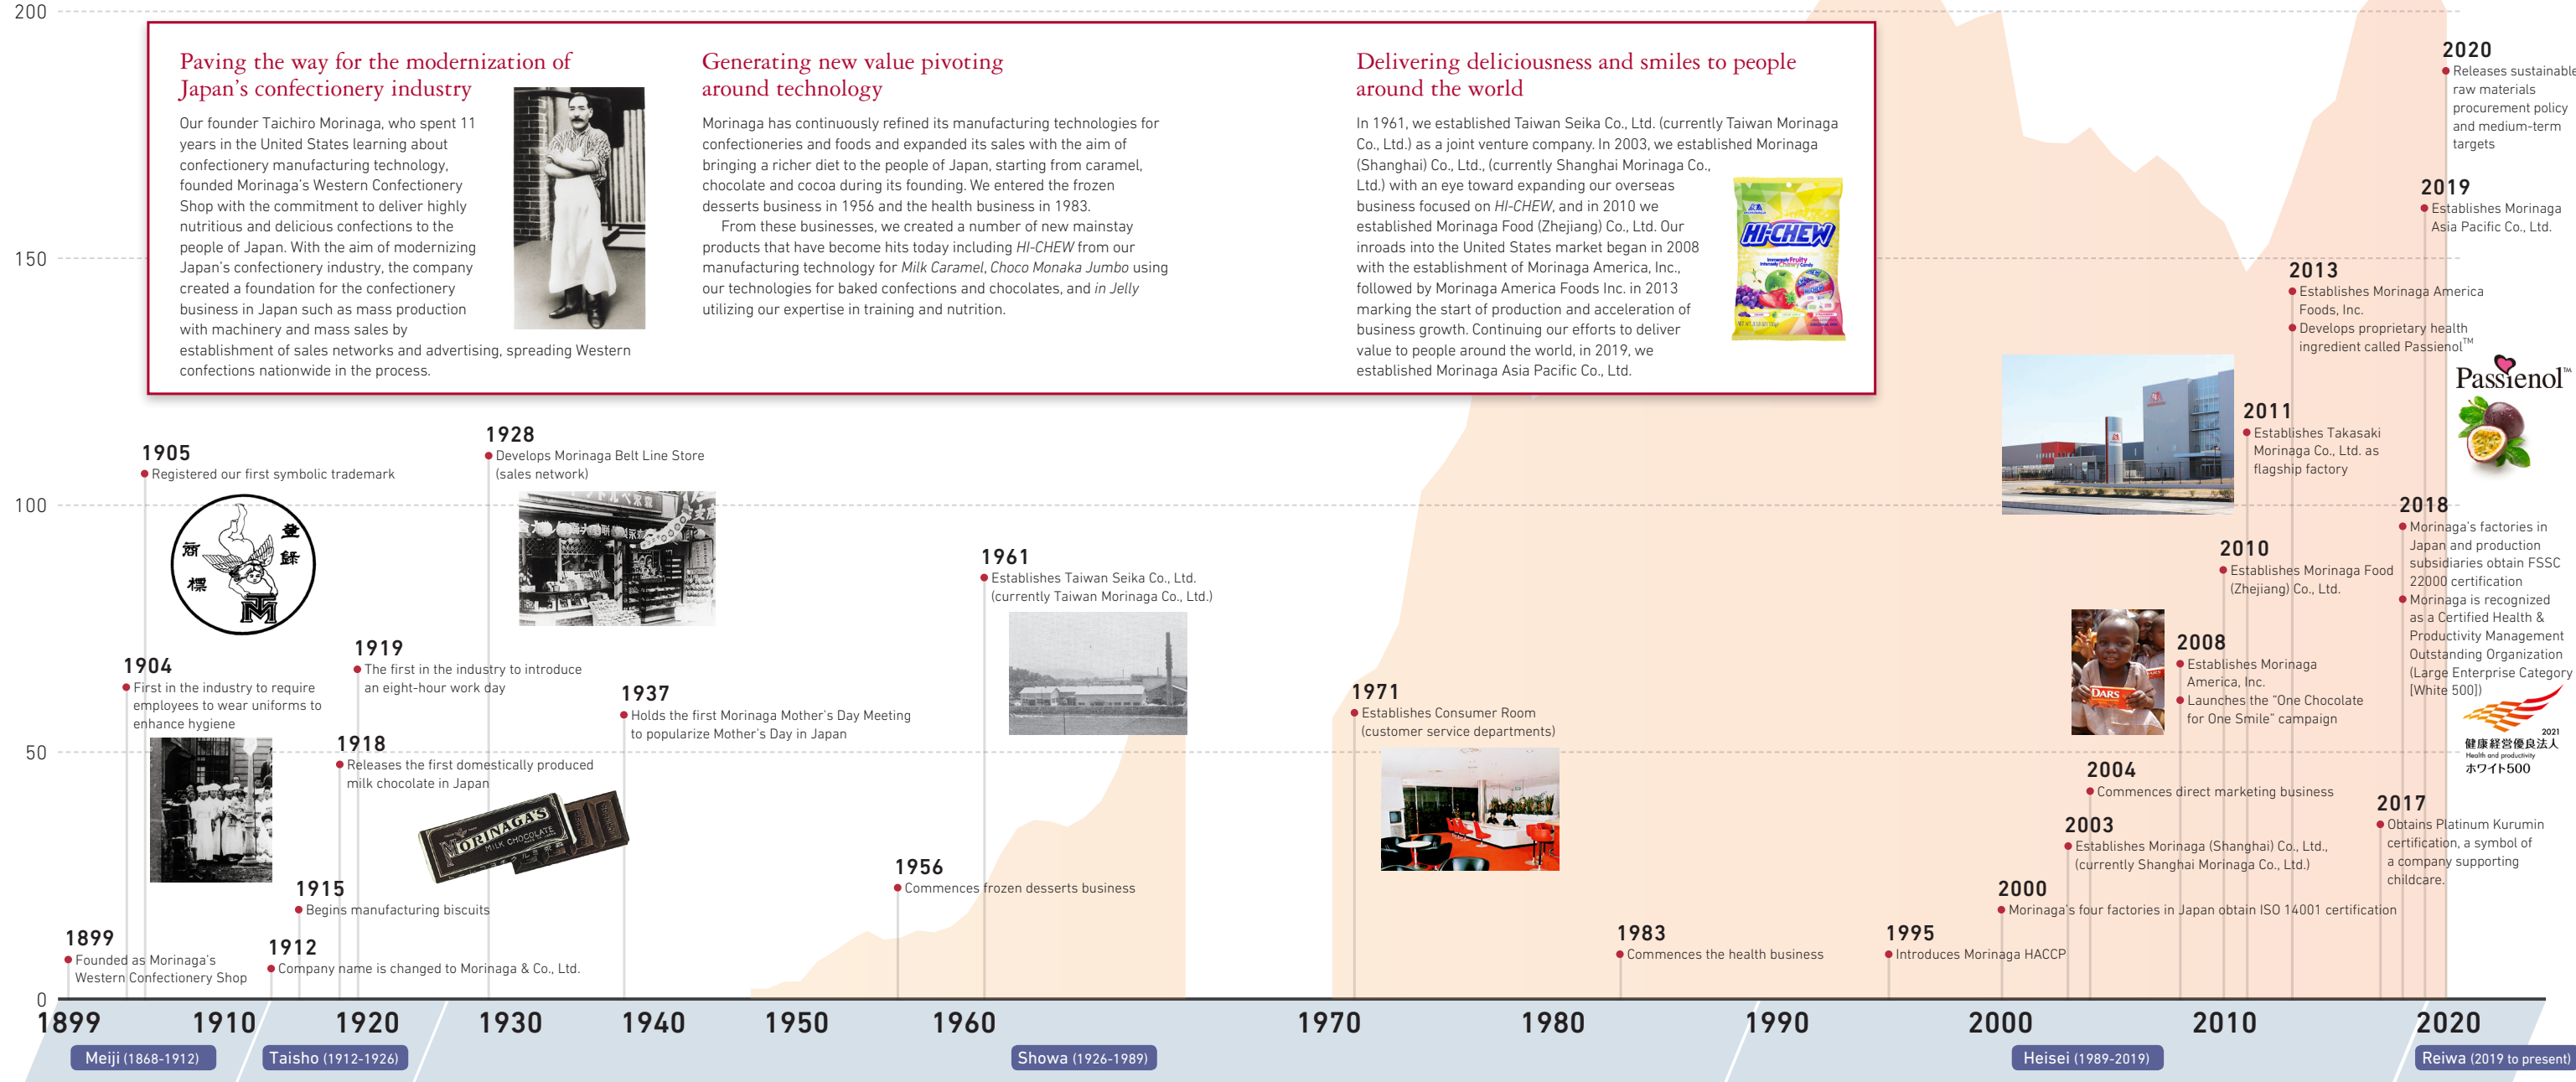 200
150
100
50
0
Paving the way for the modernization of
Japan's confectionery industry
Our founder Taichiro Morinaga, who spent 11
years in the United States learning about
confectionery manufacturing technology,
founded Morinaga's Western Confectionery
Shop with the commitment to deliver highly
nutritious and delicious confections to the
people of Japan. With the aim of modernizing
Japan's confectionery industry, the company
created a foundation for the confectionery
business in Japan such as mass production
with machinery and mass sales by
establishment of sales networks and advertising, spreading Western
confections nationwide in the process.
Generating new value pivoting
around technology
Morinaga has continuously refined its manufacturing technologies for
confectioneries and foods and expanded its sales with the aim of
bringing a richer diet to the people of Japan, starting from caramel,
chocolate and cocoa during its founding. We entered the frozen
desserts business in 1956 and the health business in 1983.
From these businesses, we created a number of new mainstay
products that have become hits today including HI-CHEW from our
manufacturing technology for Milk Caramel, Choco Monaka Jumbo using
our technologies for baked confections and chocolates, and in Jelly
utilizing our expertise in training and nutrition.
Delivering deliciousness and smiles to people
around the world
In 1961, we established Taiwan Seika Co., Ltd. (currently Taiwan Morinaga
Co., Ltd.) as a joint venture company. In 2003, we established Morinaga
(Shanghai) Co., Ltd., (currently Shanghai Morinaga Co.,
Ltd.) with an eye toward expanding our overseas
business focused on HI-CHEW, and in 2010 we
established Morinaga Food (Zhejiang) Co., Ltd. Our
inroads into the United States market began in 2008
with the establishment of Morinaga America, Inc.,
followed by Morinaga America Foods Inc. in 2013
marking the start of production and acceleration of
business growth. Continuing our efforts to deliver
value to people around the world, in 2019, we
established Morinaga Asia Pacific Co., Ltd.
HI-CHEW
Immensely Fruity
Intensely Chewy Candy
1899
Founded as Morinaga's
Western Confectionery Shop
1904
First in the industry to require
employees to wear uniforms to
enhance hygiene
1905
Registered our first symbolic trademark
登録
商標
TM
1912
Company name is changed to Morinaga & Co., Ltd.
1915
Begins manufacturing biscuits
1918
Releases the first domestically produced
milk chocolate in Japan
MORINAGA'S
MILK CHOCOLATE
1919
The first in the industry to introduce
an eight-hour work day
1928
Develops Morinaga Belt Line Store
(sales network)
1937
Holds the first Morinaga Mother's Day Meeting
to popularize Mother's Day in Japan
1956
Commences frozen desserts business
1961
Establishes Taiwan Seika Co., Ltd.
(currently Taiwan Morinaga Co., Ltd.)
1971
Establishes Consumer Room
(customer service departments)
1983
Commences the health business
1995
Introduces Morinaga HACCP
2000
Morinaga's four factories in Japan obtain ISO 14001 certification
2003
Establishes Morinaga (Shanghai) Co., Ltd.,
(currently Shanghai Morinaga Co., Ltd.)
2004
Commences direct marketing business
2008
Establishes Morinaga
America, Inc.
Launches the “One Chocolate
for One Smile” campaign
DARS
2010
Establishes Morinaga Food
(Zhejiang) Co., Ltd.
2011
Establishes Takasaki
Morinaga Co., Ltd. as
flagship factory
2013
Establishes Morinaga America
Foods, Inc.
Develops proprietary health
ingredient called Passienol™
Passienol™
2017
Obtains Platinum Kurumin
certification, a symbol of
a company supporting
childcare.
2018
Morinaga's factories in
Japan and production
subsidiaries obtain FSSC
22000 certification
Morinaga is recognized
as a Certified Health &
Productivity Management
Outstanding Organization
(Large Enterprise Category
[White 500])
2021
健康経営優良法人
Health and productivity
ホワイト500
2019
Establishes Morinaga
Asia Pacific Co., Ltd.
2020
Releases sustainable
raw materials
procurement policy
and medium-term
targets
1899 1910 1920 1930 1940 1950 1960 1970 1980 1990 2000 2010 2020
Meiji (1868-1912) Taisho (1912-1926) Showa (1926-1989) Heisei (1989-2019) Reiwa (2019 to present)